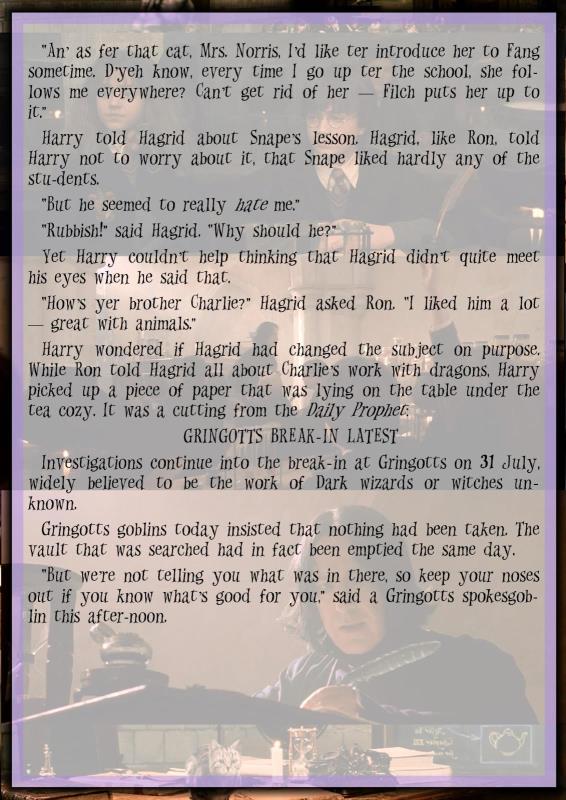 "An' as fer that cat, Mrs. Norris, I'd like ter introduce her to Fang
sometime. D'yeh know, every time I go up ter the school, she fol-
lows me everywhere? Can't get rid of her — Filch puts her up to
it."
Harry told Hagrid about Snape's lesson. Hagrid, like Ron, told
Harry not to worry about it, that Snape liked hardly any of the
stu-dents.
"But he seemed to really hate me."
"Rubbish!" said Hagrid. "Why should he?"
Yet Harry couldn't help thinking that Hagrid didn't quite meet
his eyes when he said that.
"How's yer brother Charlie?" Hagrid asked Ron. "I liked him a lot
— great with animals."
Harry wondered if Hagrid had changed the subject on purpose.
While Ron told Hagrid all about Charlie's work with dragons, Harry
picked up a piece of paper that was lying on the table under the
tea cozy. It was a cutting from the Daily Prophet:
GRINGOTTS BREAK-IN LATEST
Investigations continue into the break-in at Gringotts on 31 July,
widely believed to be the work of Dark wizards or witches un-
known.
Gringotts goblins today insisted that nothing had been taken. The
vault that was searched had in fact been emptied the same day.
"But we're not telling you what was in there, so keep your noses
out if you know what's good for you," said a Gringotts spokesgob-
lin this after-noon.